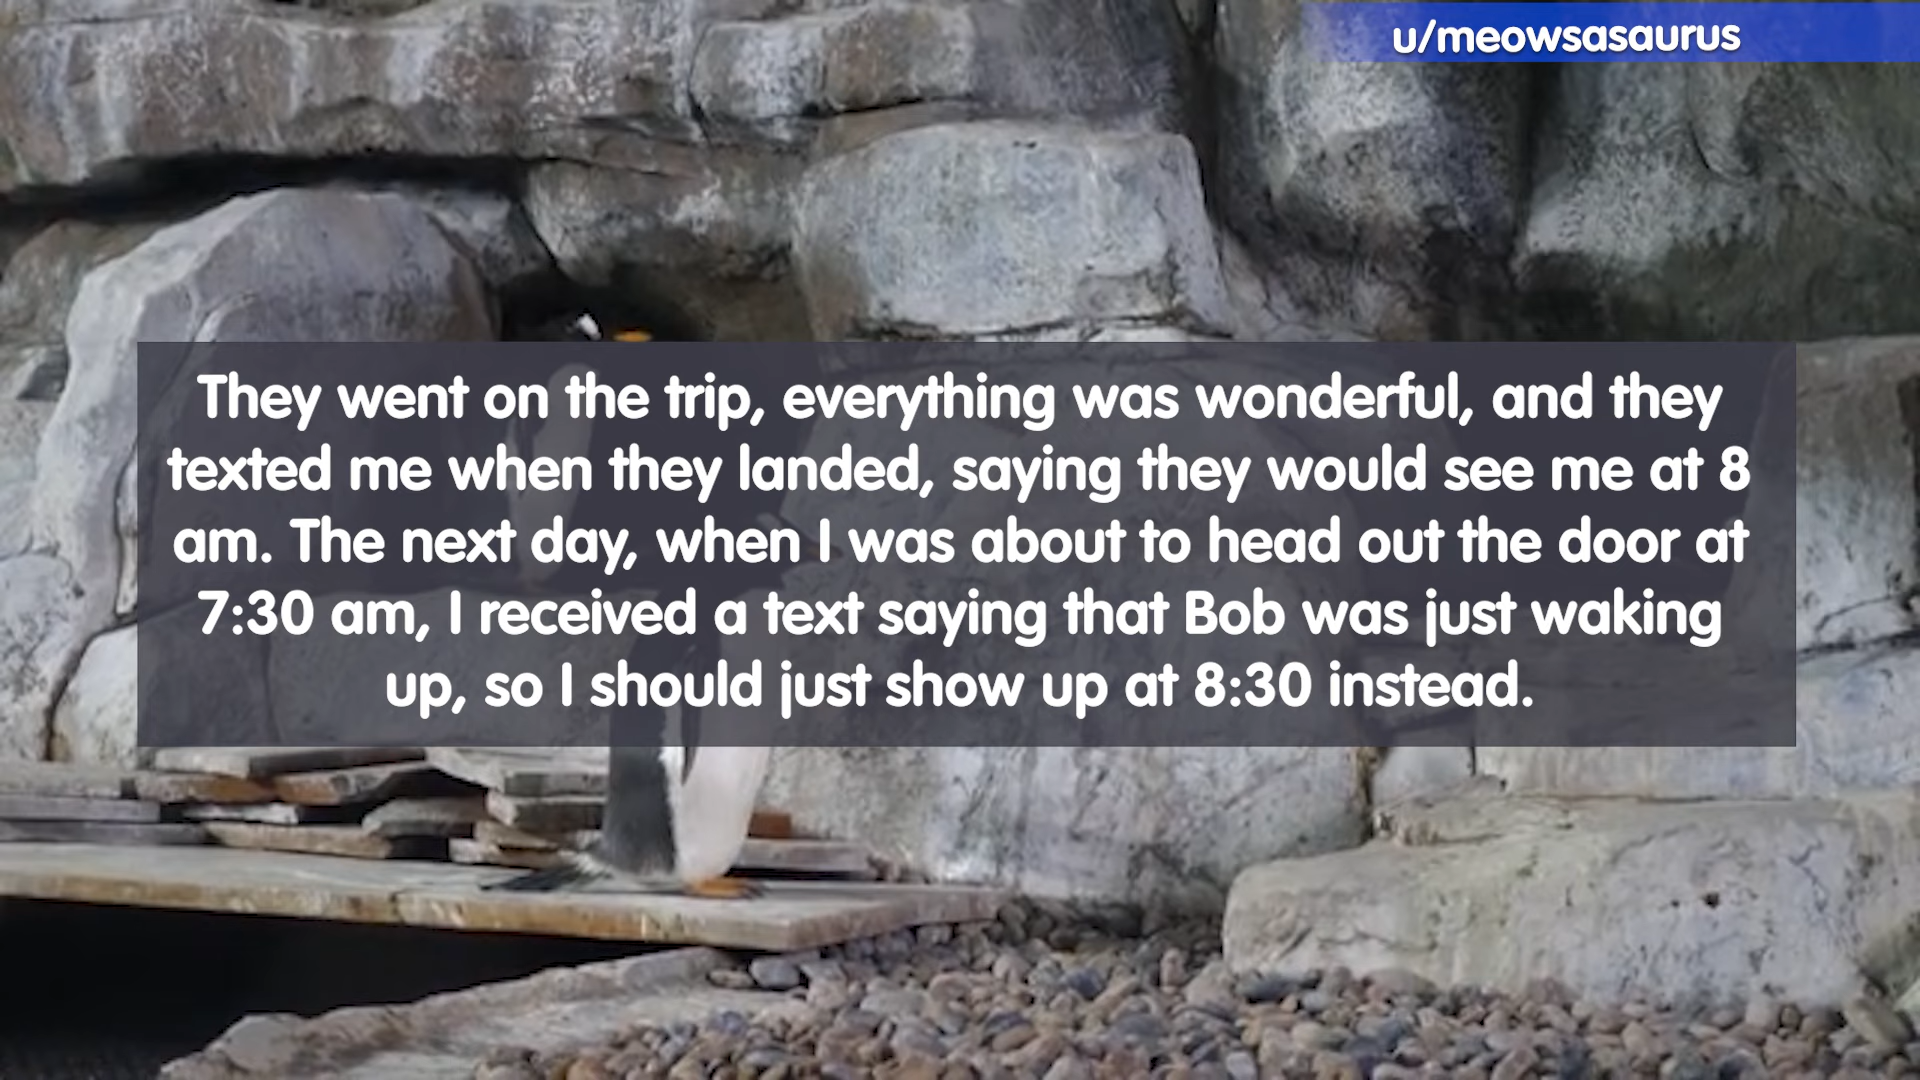 u/meowsasaurus
They went on the trip, everything was wonderful, and they
texted me when they landed, saying they would see me at 8
am. The next day, when I was about to head out the door at
7:30 am, I received a text saying that Bob was just waking
up, so I should just show up at 8:30 instead.